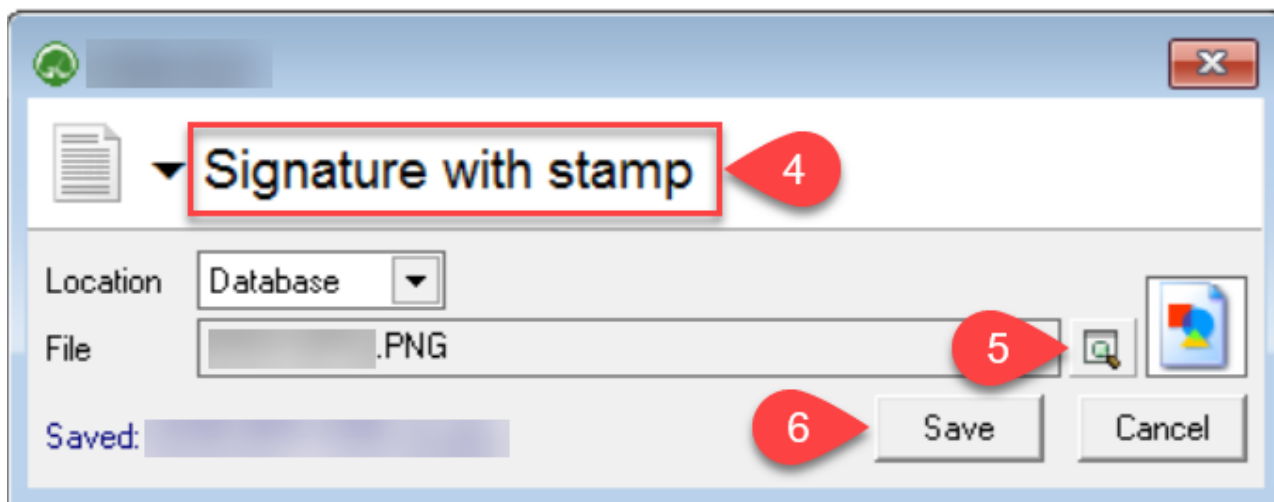 Signature with stamp
4
Location Database
File .PNG
5
Saved:
6
Save Cancel